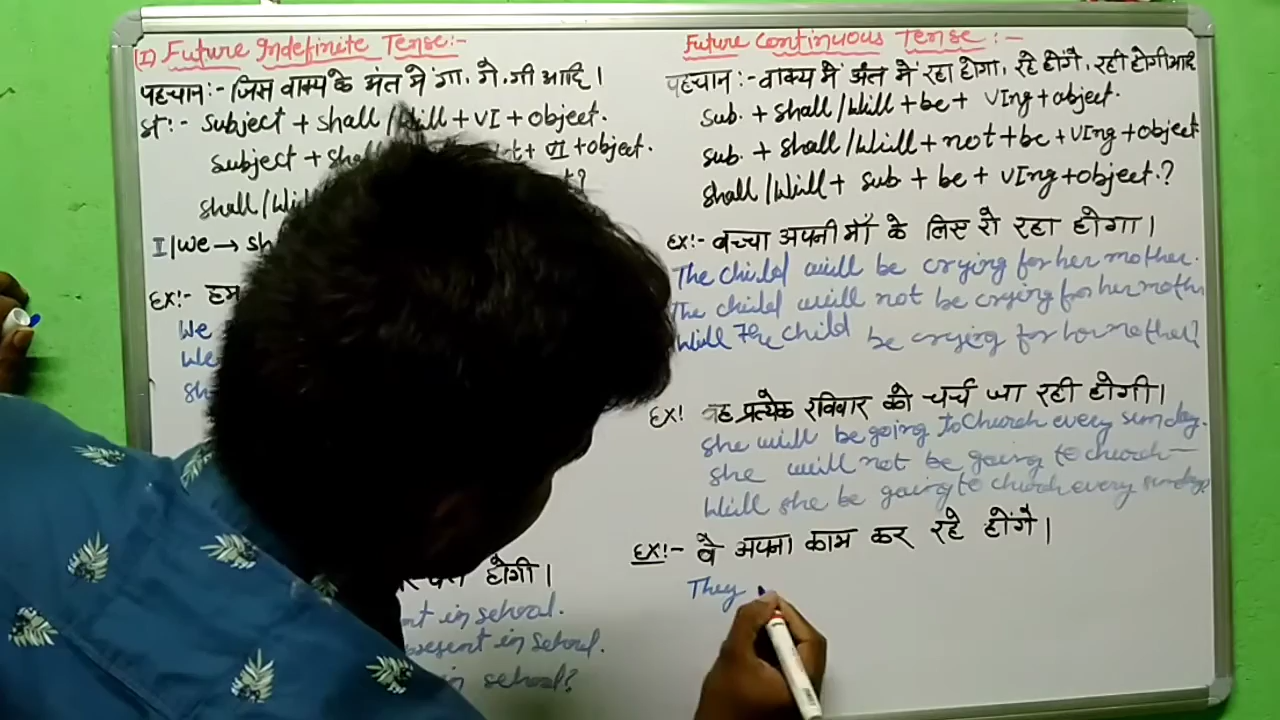 (I) Future Indefinite Tense:-
पहचान:- जिस वाक्य के अंत मे गा, गे, गी आदि ।
St:- Subject + shall / Will + VI + object.
Subject + shall + VI + object.
shall / Will
I / we →
EX:- हम
We
We
होगी ।
in school.
present in school.
in school?
Future Continuous Tense :-
पहचान:- वाक्य में अंत में रहा होगा, रहे होंगे, रही होगी आदि
Sub. + shall / Will + be + VIng + object.
Sub. + shall / Will + not + be + VIng + object.
Shall / Will + sub + be + VIng + object.?
EX:- बच्चा अपनी माँ के लिए रो रहा होगा ।
The child will be crying for her mother.
The child will not be crying for her moth
Will the child be crying for her mother?
EX! वह प्रत्येक रविवार को चर्च जा रही होगी ।
She will be going to church every sunday.
She will not be going to church—
Will she be going to church every sunday?
EX:- वे अपना काम कर रहे होंगे ।
They